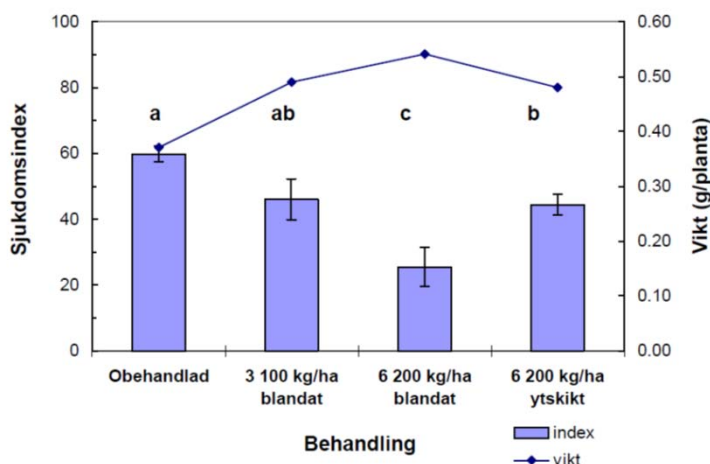 100
80
60
40
20
0
Sjukdomsindex
a
ab
c
b
0.60
0.50
0.40
0.30
0.20
0.10
0.00
Vikt (g/planta)
Obehandlad
3 100 kg/ha
blandat
6 200 kg/ha
blandat
6 200 kg/ha
ytskikt
Behandling
index
vikt